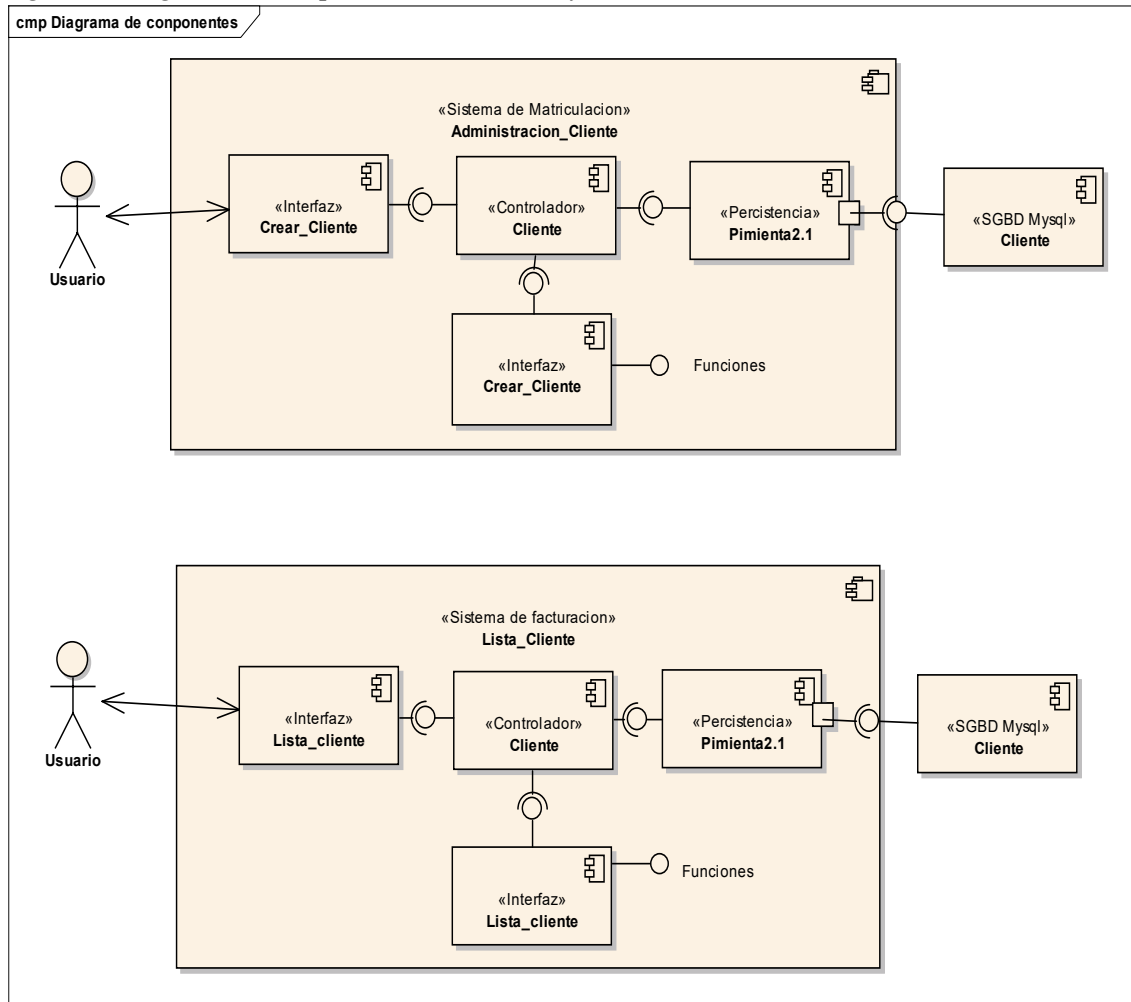 cmp Diagrama de conponentes
«Sistema de Matriculacion»
Administracion_Cliente
Usuario
«Interfaz»
Crear_Cliente
«Controlador»
Cliente
«Percistencia»
Pimienta2.1
«SGBD Mysql»
Cliente
«Interfaz»
Crear_Cliente
Funciones
«Sistema de facturacion»
Lista_Cliente
Usuario
«Interfaz»
Lista_cliente
«Controlador»
Cliente
«Percistencia»
Pimienta2.1
«SGBD Mysql»
Cliente
«Interfaz»
Lista_cliente
Funciones